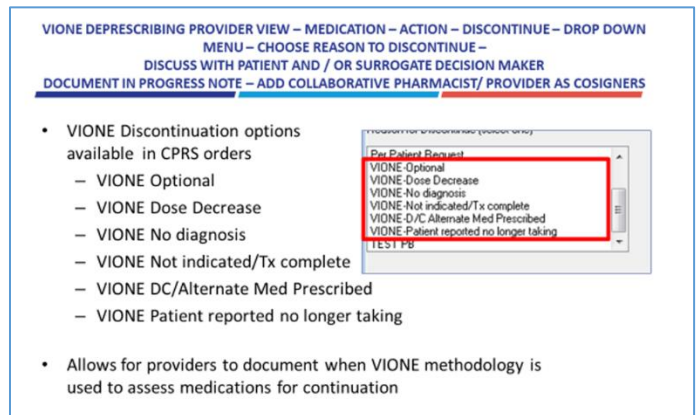 VIONE DEPRESCRIBING PROVIDER VIEW – MEDICATION – ACTION – DISCONTINUE – DROP DOWN
MENU – CHOOSE REASON TO DISCONTINUE –
DISCUSS WITH PATIENT AND / OR SURROGATE DECISION MAKER
DOCUMENT IN PROGRESS NOTE – ADD COLLABORATIVE PHARMACIST/ PROVIDER AS COSIGNERS
• VIONE Discontinuation options
available in CPRS orders
– VIONE Optional
– VIONE Dose Decrease
– VIONE No diagnosis
– VIONE Not indicated/Tx complete
– VIONE DC/Alternate Med Prescribed
– VIONE Patient reported no longer taking
• Allows for providers to document when VIONE methodology is
used to assess medications for continuation
Reason for Discontinue (select one)
Per Patient Request
VIONE-Optional
VIONE-Dose Decrease
VIONE-No diagnosis
VIONE-Not indicated/Tx complete
VIONE-D/C Alternate Med Prescribed
VIONE-Patient reported no longer taking
TEST PB